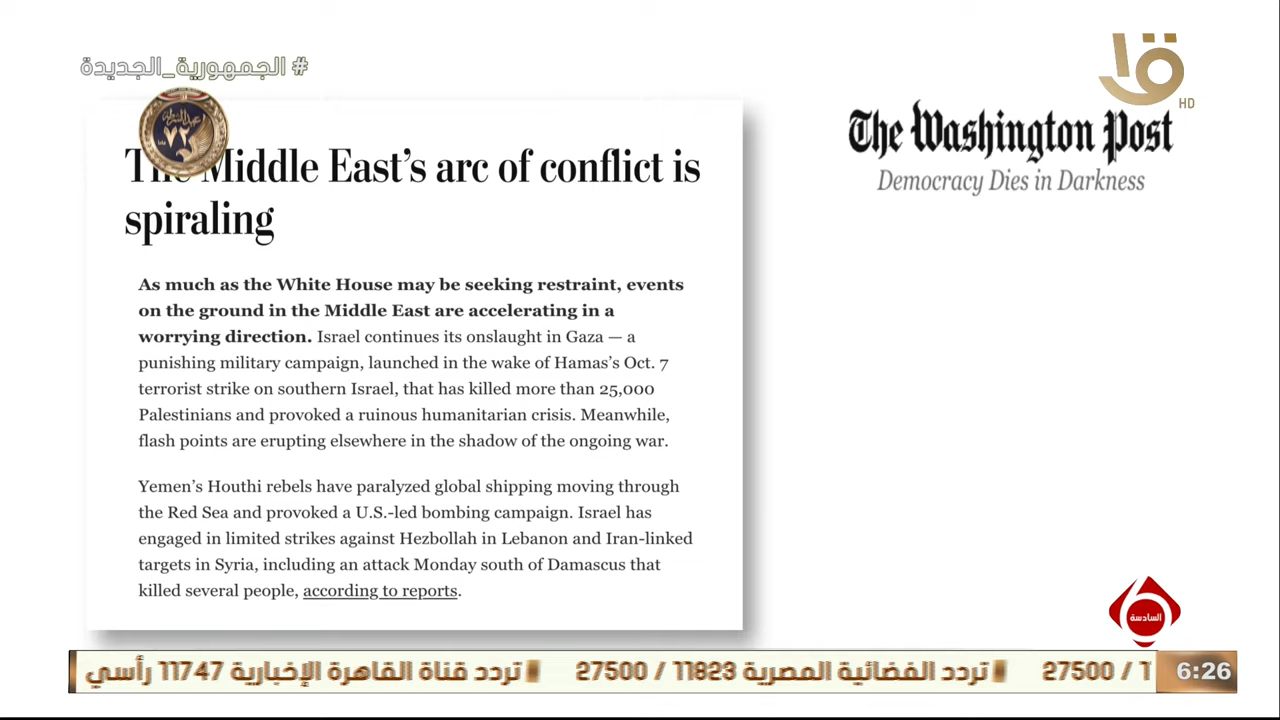 # الجمهورية_الجديدة
HD
The Washington Post
Democracy Dies in Darkness
عيد الشرطة
٧٢
The Middle East’s arc of conflict is
spiraling
As much as the White House may be seeking restraint, events
on the ground in the Middle East are accelerating in a
worrying direction. Israel continues its onslaught in Gaza — a
punishing military campaign, launched in the wake of Hamas’s Oct. 7
terrorist strike on southern Israel, that has killed more than 25,000
Palestinians and provoked a ruinous humanitarian crisis. Meanwhile,
flash points are erupting elsewhere in the shadow of the ongoing war.
Yemen’s Houthi rebels have paralyzed global shipping moving through
the Red Sea and provoked a U.S.-led bombing campaign. Israel has
engaged in limited strikes against Hezbollah in Lebanon and Iran-linked
targets in Syria, including an attack Monday south of Damascus that
killed several people, according to reports.
السادسة
27500 / 1 تردد الفضائية المصرية 11823 / 27500 تردد قناة القاهرة الإخبارية 11747 رأسي
6:26